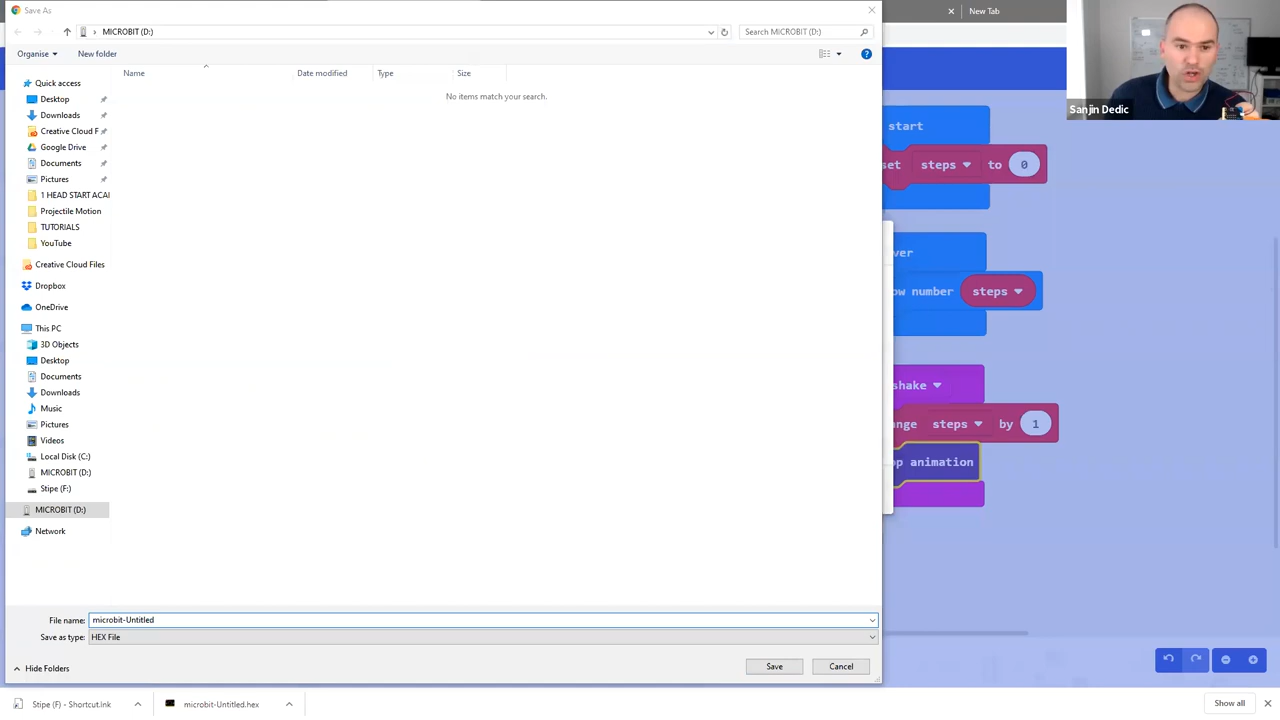 Save As
New Tab
MICROBIT (D:)
Search MICROBIT (D:)
Organise
New folder
Name
Date modified
Type
Size
No items match your search.
Quick access
Desktop
Downloads
Creative Cloud F
Google Drive
Documents
Pictures
1 HEAD START ACAI
Projectile Motion
TUTORIALS
YouTube
Creative Cloud Files
Dropbox
OneDrive
This PC
3D Objects
Desktop
Documents
Downloads
Music
Pictures
Videos
Local Disk (C:)
MICROBIT (D:)
Stipe (F:)
MICROBIT (D:)
Network
File name:
microbit-Untitled
Save as type:
HEX File
Hide Folders
Save
Cancel
Sanjin Dedic
start
set steps to 0
ver
ow number steps
shake
nge steps by 1
op animation
Stipe (F) - Shortcut.lnk
microbit-Untitled.hex
Show all